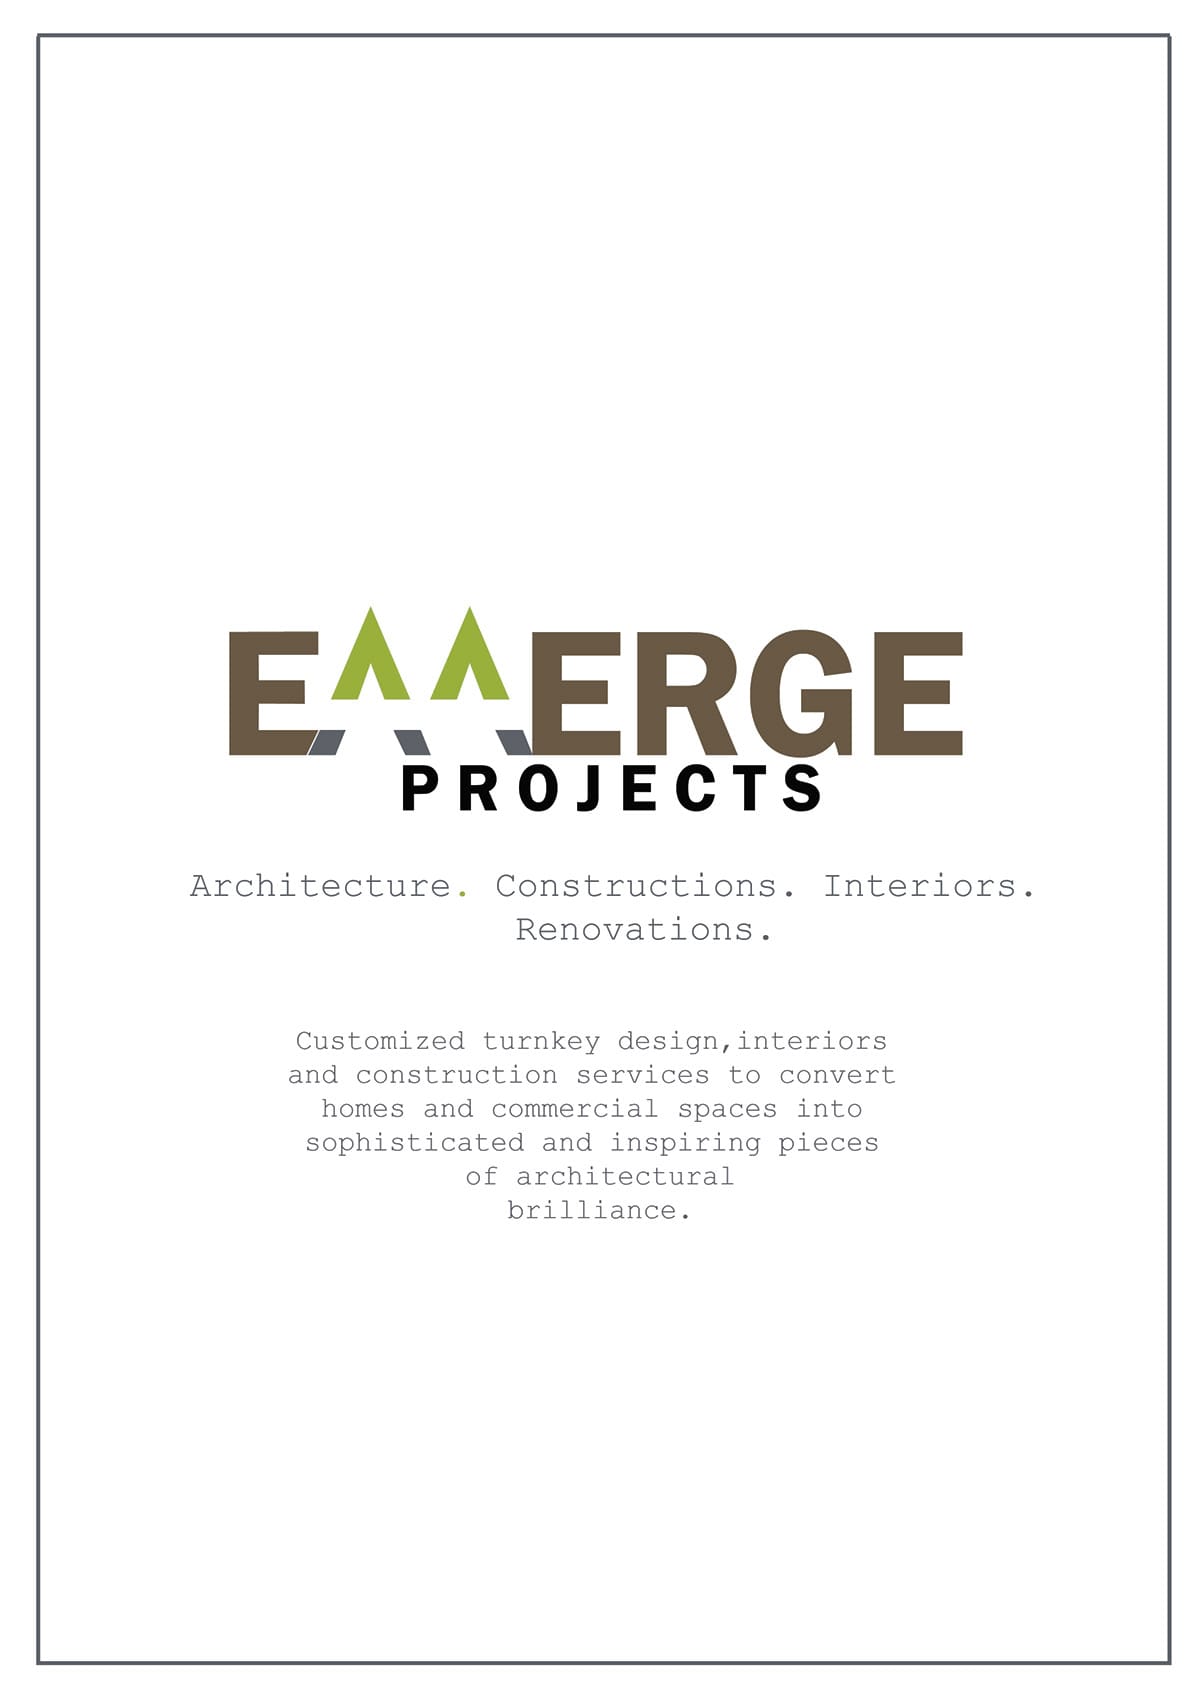 EMERGE
PROJECTS
Architecture. Constructions. Interiors.
Renovations.
Customized turnkey design,interiors
and construction services to convert
homes and commercial spaces into
sophisticated and inspiring pieces
of architectural
brilliance.